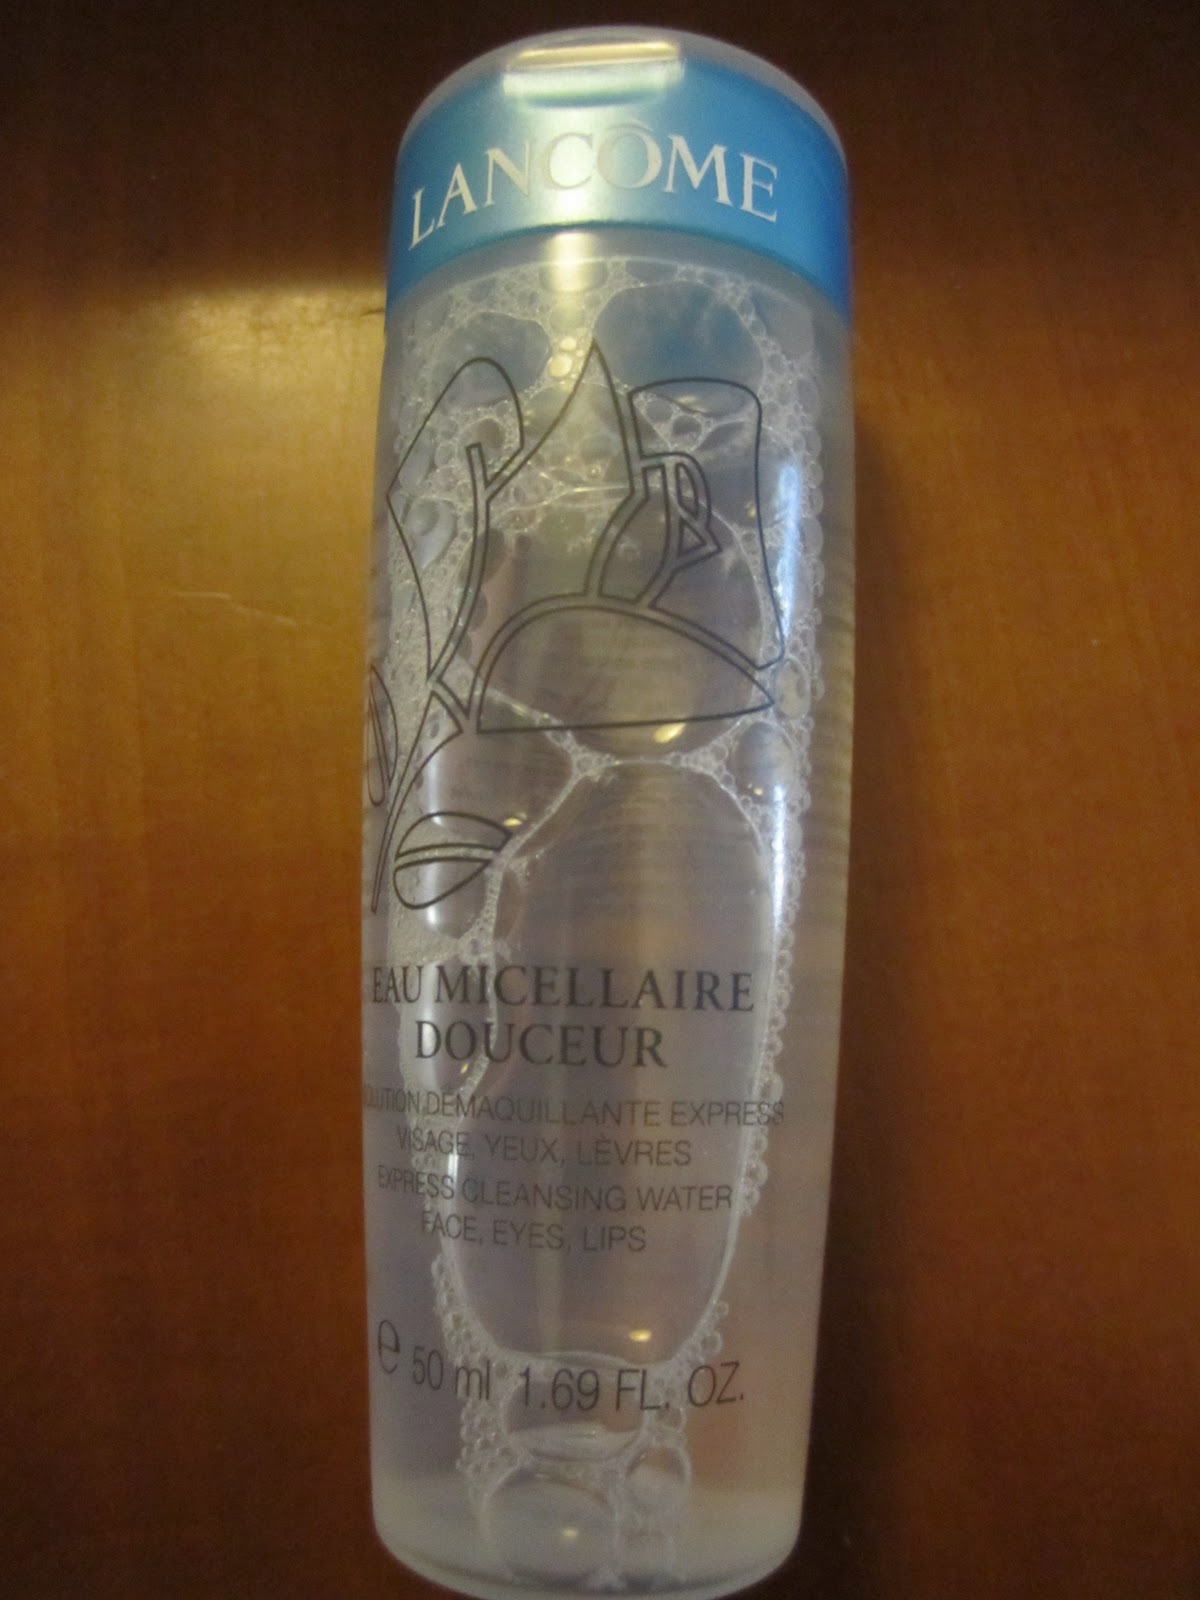 LANCÔME
EAU MICELLAIRE
DOUCEUR
DÉMAQUILLANTE EXPRESS
VISAGE, YEUX, LÈVRES
EXPRESS CLEANSING WATER
FACE, EYES, LIPS
e 50 ml 1.69 FL. OZ.